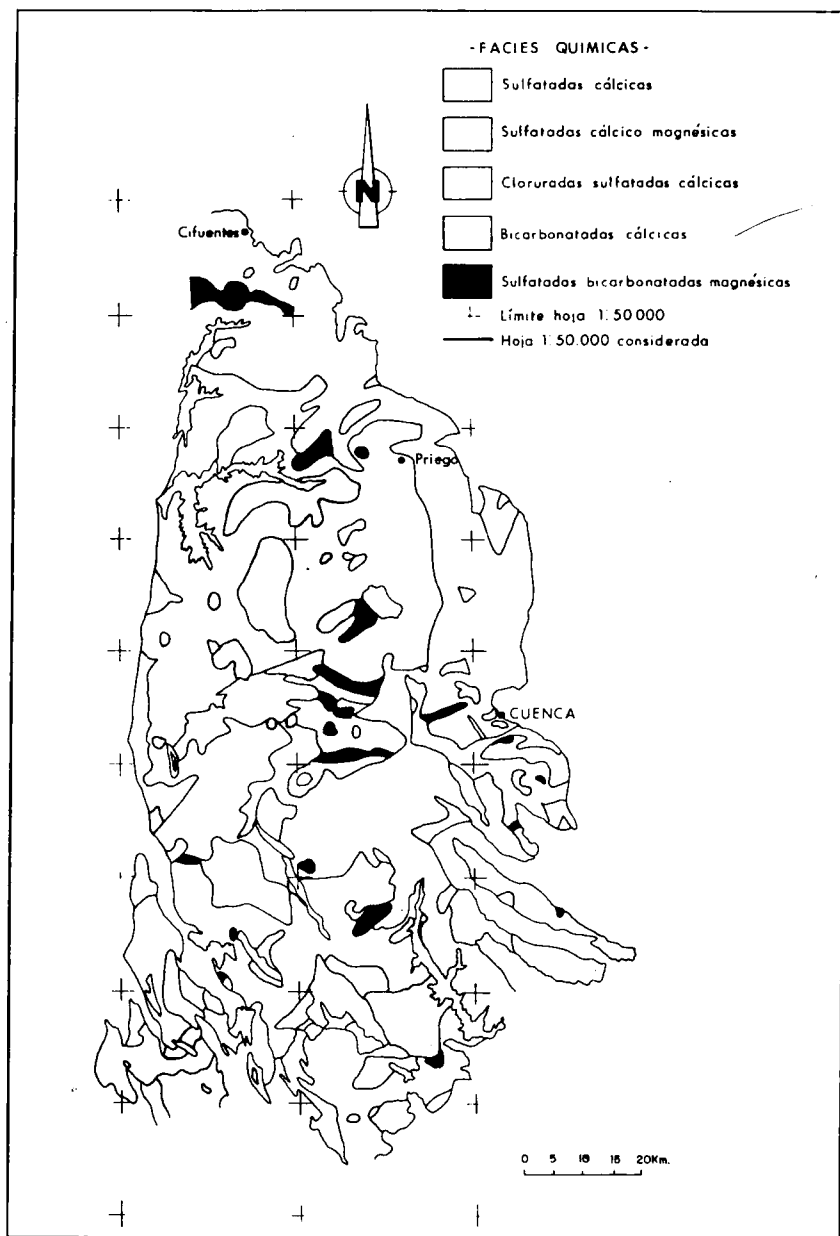 -FACIES QUIMICAS-
Sulfatadas cálcicas
Sulfatadas cálcico magnésicas
Cloruradas sulfatadas cálcicas
Bicarbonatadas cálcicas
Sulfatadas bicarbonatadas magnésicas
Límite hoja 1:50.000
Hoja 1:50.000 considerada
N
Cifuentes
Priego
CUENCA
0 5 10 15 20Km.